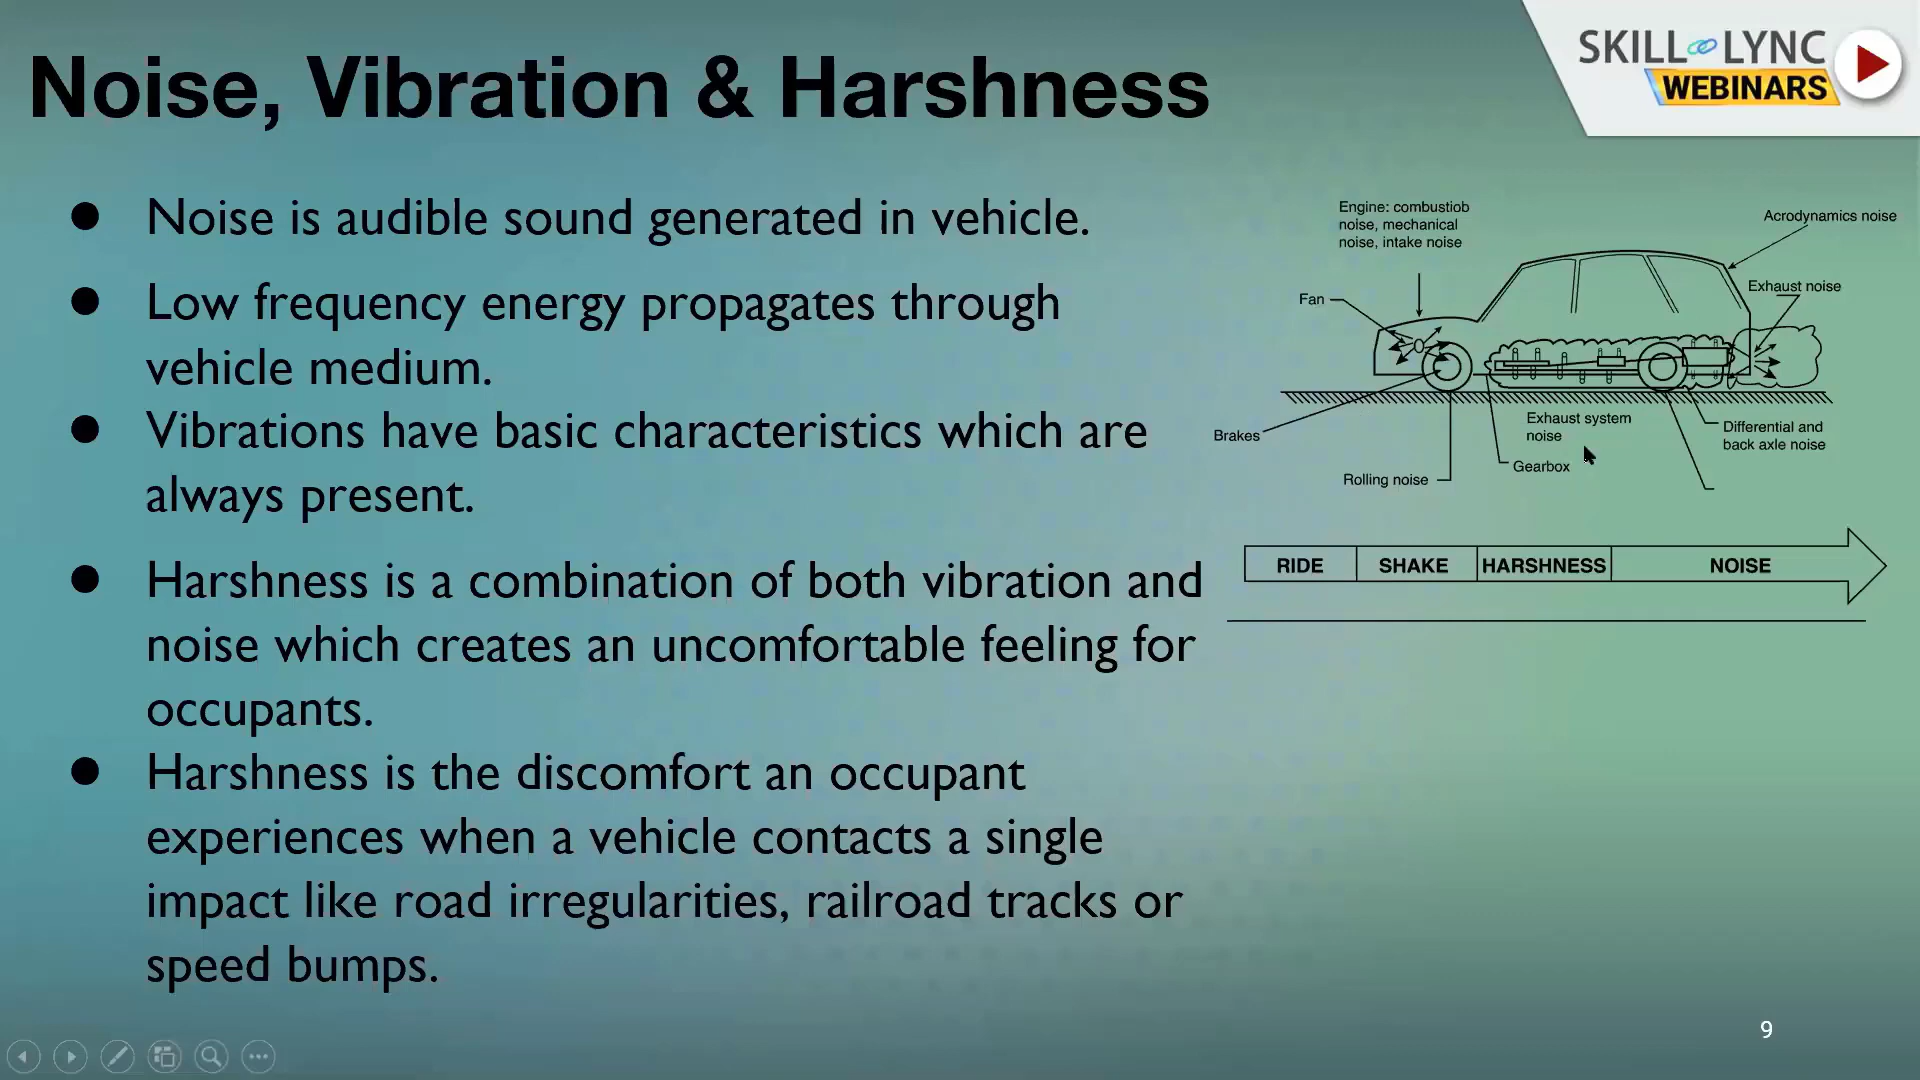 Noise, Vibration & Harshness
SKILL LYNC
WEBINARS
● Noise is audible sound generated in vehicle.
● Low frequency energy propagates through
vehicle medium.
● Vibrations have basic characteristics which are
always present.
● Harshness is a combination of both vibration and
noise which creates an uncomfortable feeling for
occupants.
● Harshness is the discomfort an occupant
experiences when a vehicle contacts a single
impact like road irregularities, railroad tracks or
speed bumps.
Engine: combustiob
noise, mechanical
noise, intake noise
Acrodynamics noise
Fan
Exhaust noise
Brakes
Exhaust system
noise
Differential and
back axle noise
Gearbox
Rolling noise
RIDE SHAKE HARSHNESS NOISE
9